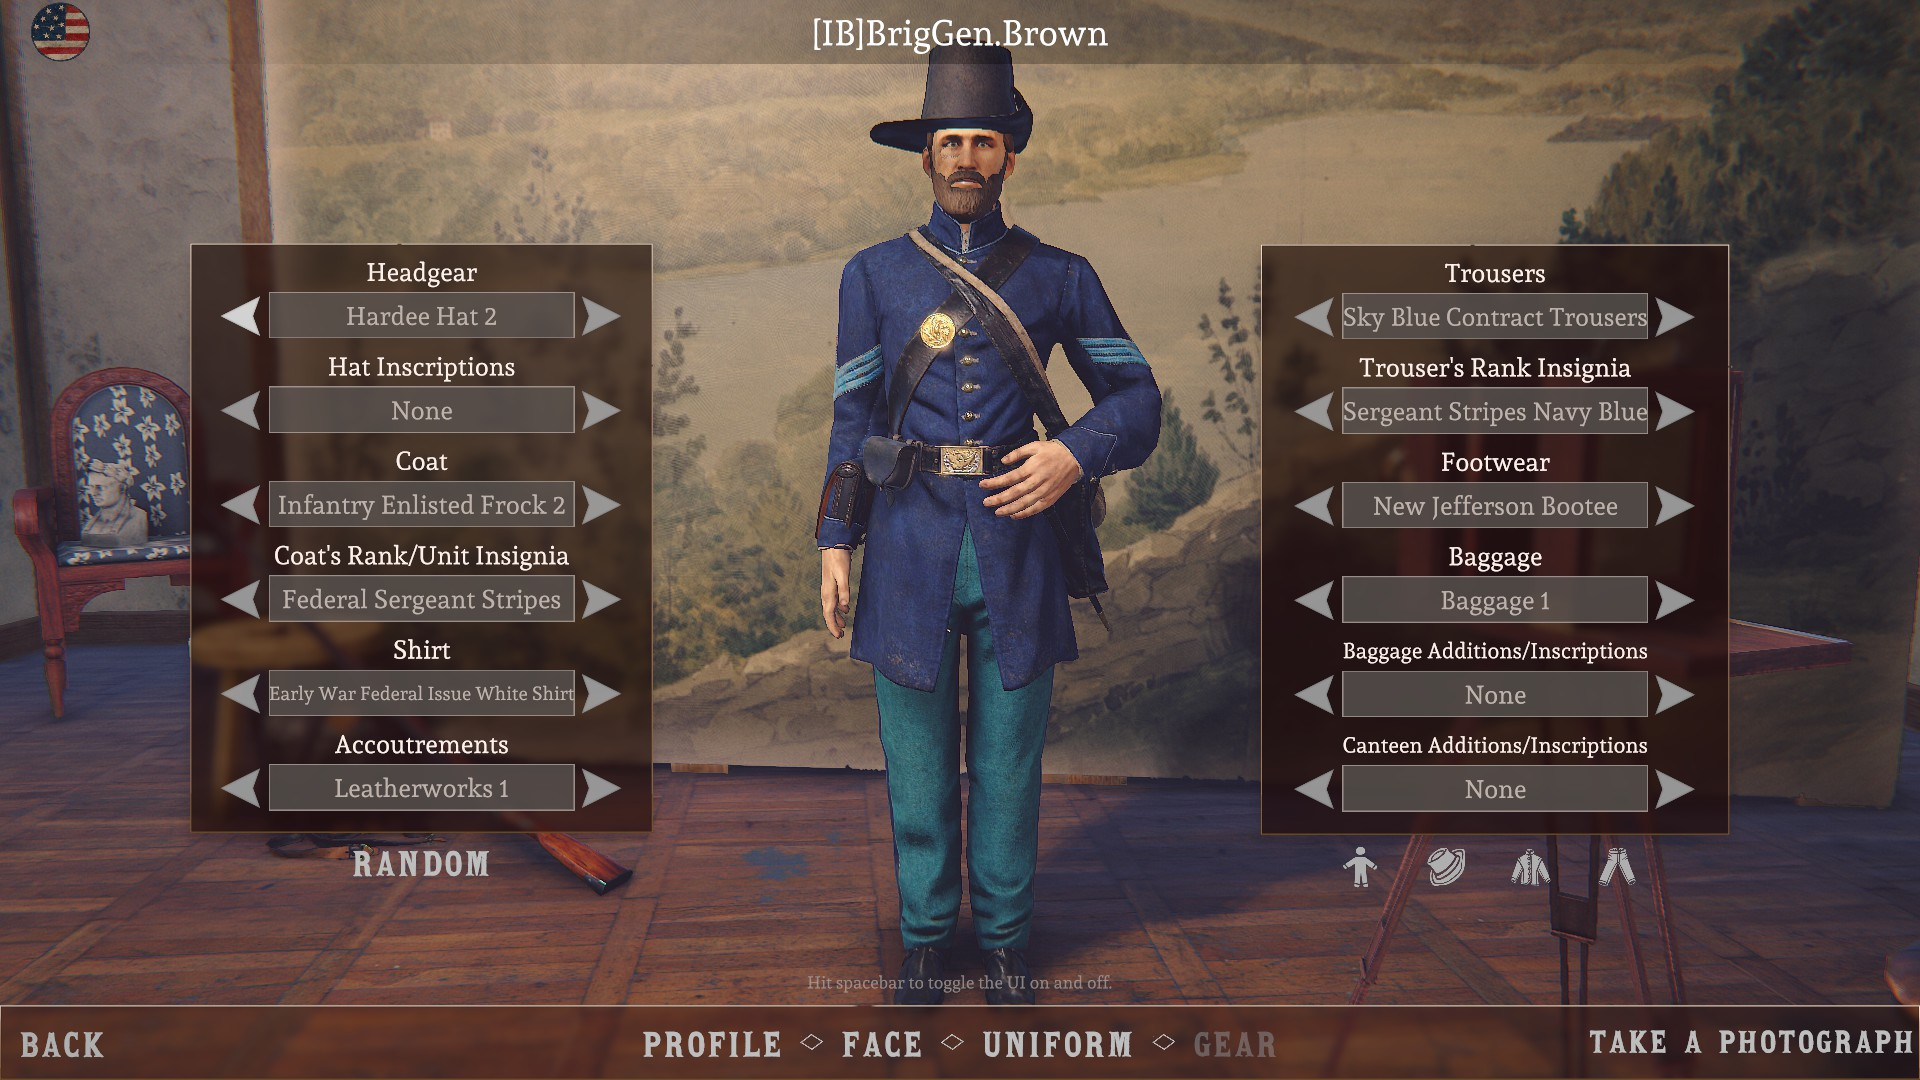 [IB]BrigGen.Brown
Headgear
Hardee Hat 2
Hat Inscriptions
None
Coat
Infantry Enlisted Frock 2
Coat's Rank/Unit Insignia
Federal Sergeant Stripes
Shirt
Early War Federal Issue White Shirt
Accoutrements
Leatherworks 1
RANDOM
Trousers
Sky Blue Contract Trousers
Trouser's Rank Insignia
Sergeant Stripes Navy Blue
Footwear
New Jefferson Bootee
Baggage
Baggage 1
Baggage Additions/Inscriptions
None
Canteen Additions/Inscriptions
None
Hit spacebar to toggle the UI on and off.
BACK
PROFILE
FACE
UNIFORM
GEAR
TAKE A PHOTOGRAPH